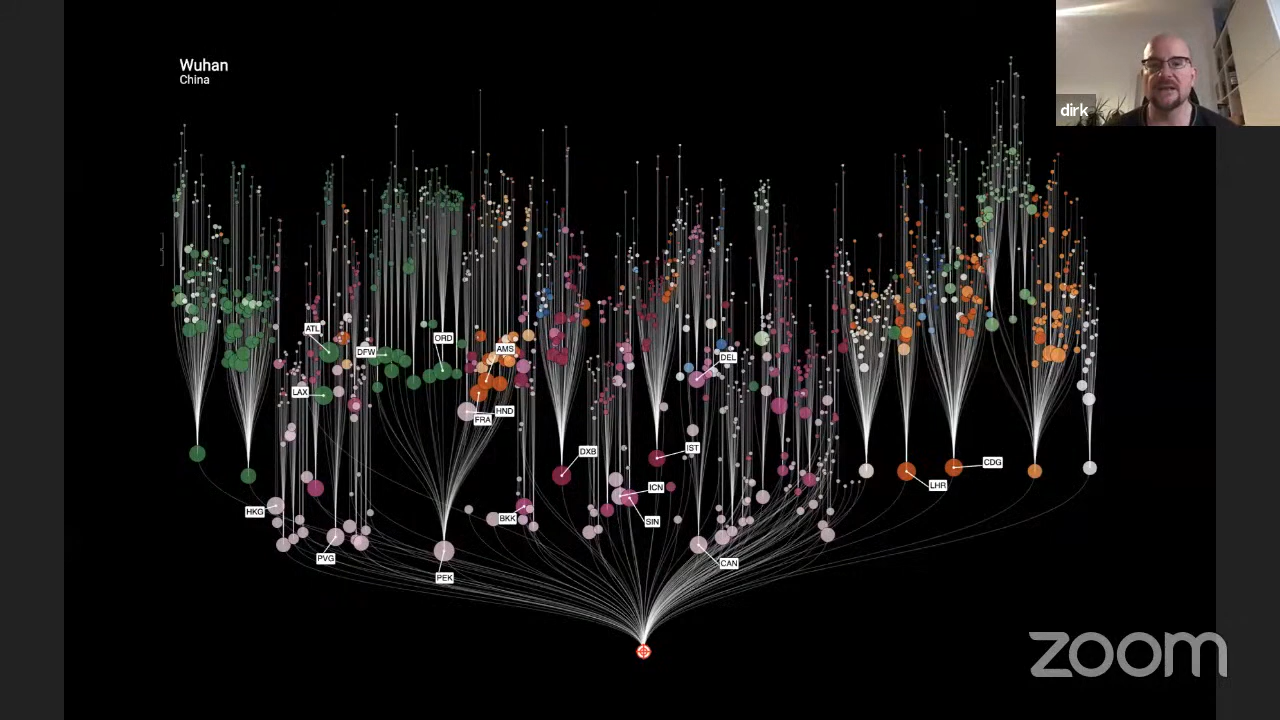 Wuhan
China
dirk
ATL
ORD
AMS
DFW
DEL
LAX
HND
FRA
IST
DXB
CDG
ICN
LHR
HKG
BKK
SIN
PVG
CAN
PEK
zoom